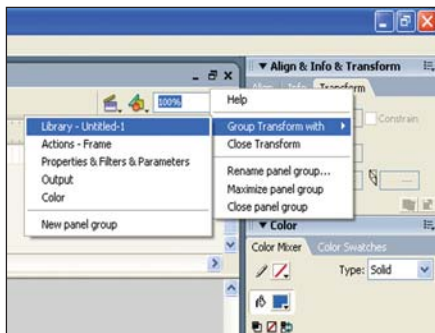 Align & Info & Transform
Align Info Transform
100%
Constrain
Help
Group Transform with
Close Transform
Rename panel group...
Maximize panel group
Close panel group
Library - Untitled-1
Actions - Frame
Properties & Filters & Parameters
Output
Color
New panel group
Color
Color Mixer Color Swatches
Type: Solid